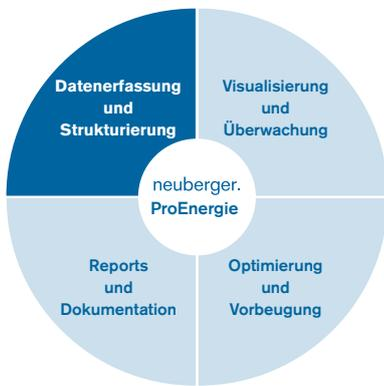 Datenerfassung
und
Strukturierung
Visualisierung
und
Überwachung
neuberger.
ProEnergie
Reports
und
Dokumentation
Optimierung
und
Vorbeugung